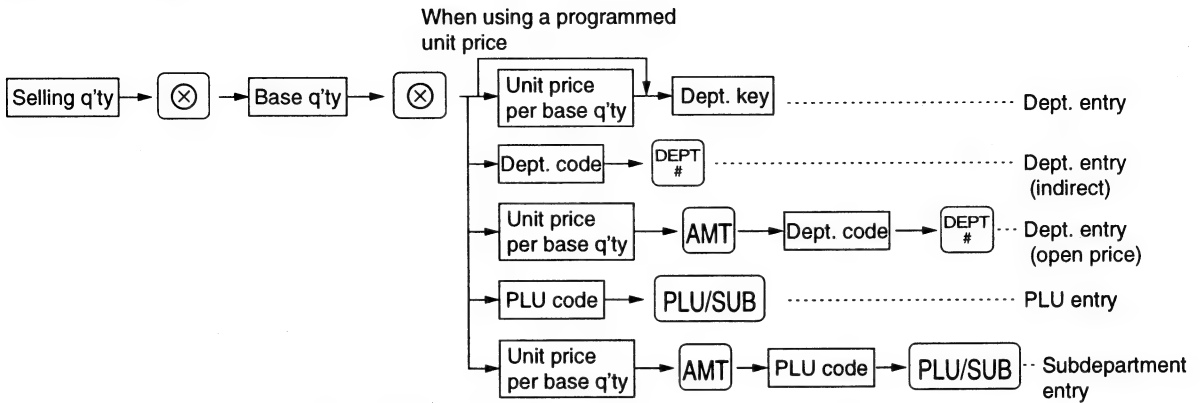 When using a programmed
unit price
Selling q'ty
⊗
Base q'ty
⊗
Unit price
per base q'ty
Dept. key
Dept. entry
Dept. code
DEPT
#
Dept. entry
(indirect)
Unit price
per base q'ty
AMT
Dept. code
DEPT
#
Dept. entry
(open price)
PLU code
PLU/SUB
PLU entry
Unit price
per base q'ty
AMT
PLU code
PLU/SUB
Subdepartment
entry